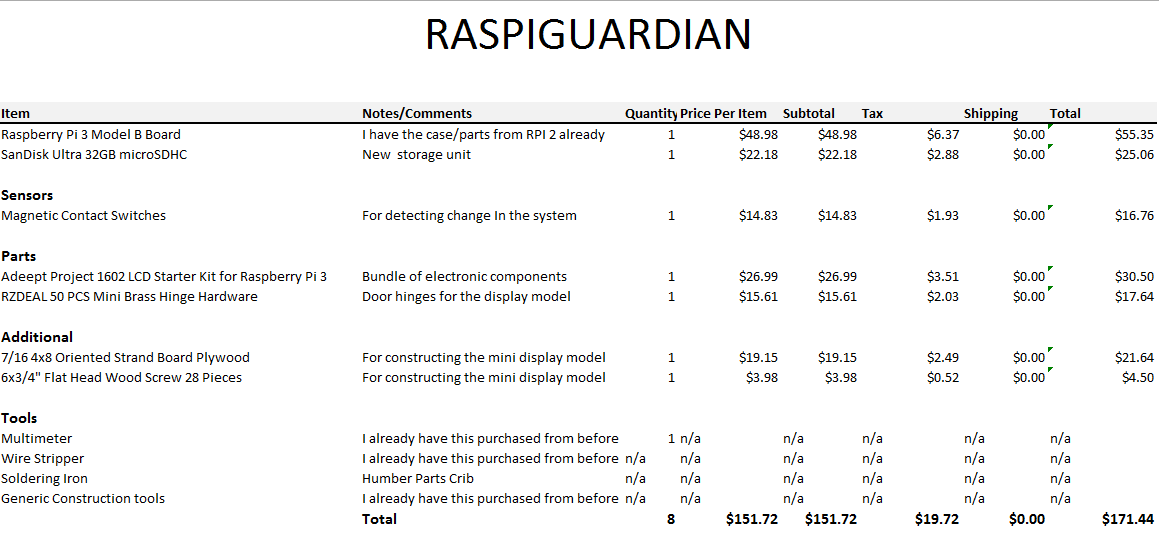 RASPIGUARDIAN
Item Notes/Comments Quantity Price Per Item Subtotal Tax Shipping Total
Raspberry Pi 3 Model B Board I have the case/parts from RPI 2 already 1 $48.98 $48.98 $6.37 $0.00 $55.35
SanDisk Ultra 32GB microSDHC New storage unit 1 $22.18 $22.18 $2.88 $0.00 $25.06
Sensors
Magnetic Contact Switches For detecting change In the system 1 $14.83 $14.83 $1.93 $0.00 $16.76
Parts
Adeept Project 1602 LCD Starter Kit for Raspberry Pi 3 Bundle of electronic components 1 $26.99 $26.99 $3.51 $0.00 $30.50
RZDEAL 50 PCS Mini Brass Hinge Hardware Door hinges for the display model 1 $15.61 $15.61 $2.03 $0.00 $17.64
Additional
7/16 4x8 Oriented Strand Board Plywood For constructing the mini display model 1 $19.15 $19.15 $2.49 $0.00 $21.64
6x3/4" Flat Head Wood Screw 28 Pieces For constructing the mini display model 1 $3.98 $3.98 $0.52 $0.00 $4.50
Tools
Multimeter I already have this purchased from before 1 n/a n/a n/a n/a n/a
Wire Stripper I already have this purchased from before n/a n/a n/a n/a n/a n/a
Soldering Iron Humber Parts Crib n/a n/a n/a n/a n/a n/a
Generic Construction tools I already have this purchased from before n/a n/a n/a n/a n/a n/a
Total 8 $151.72 $151.72 $19.72 $0.00 $171.44